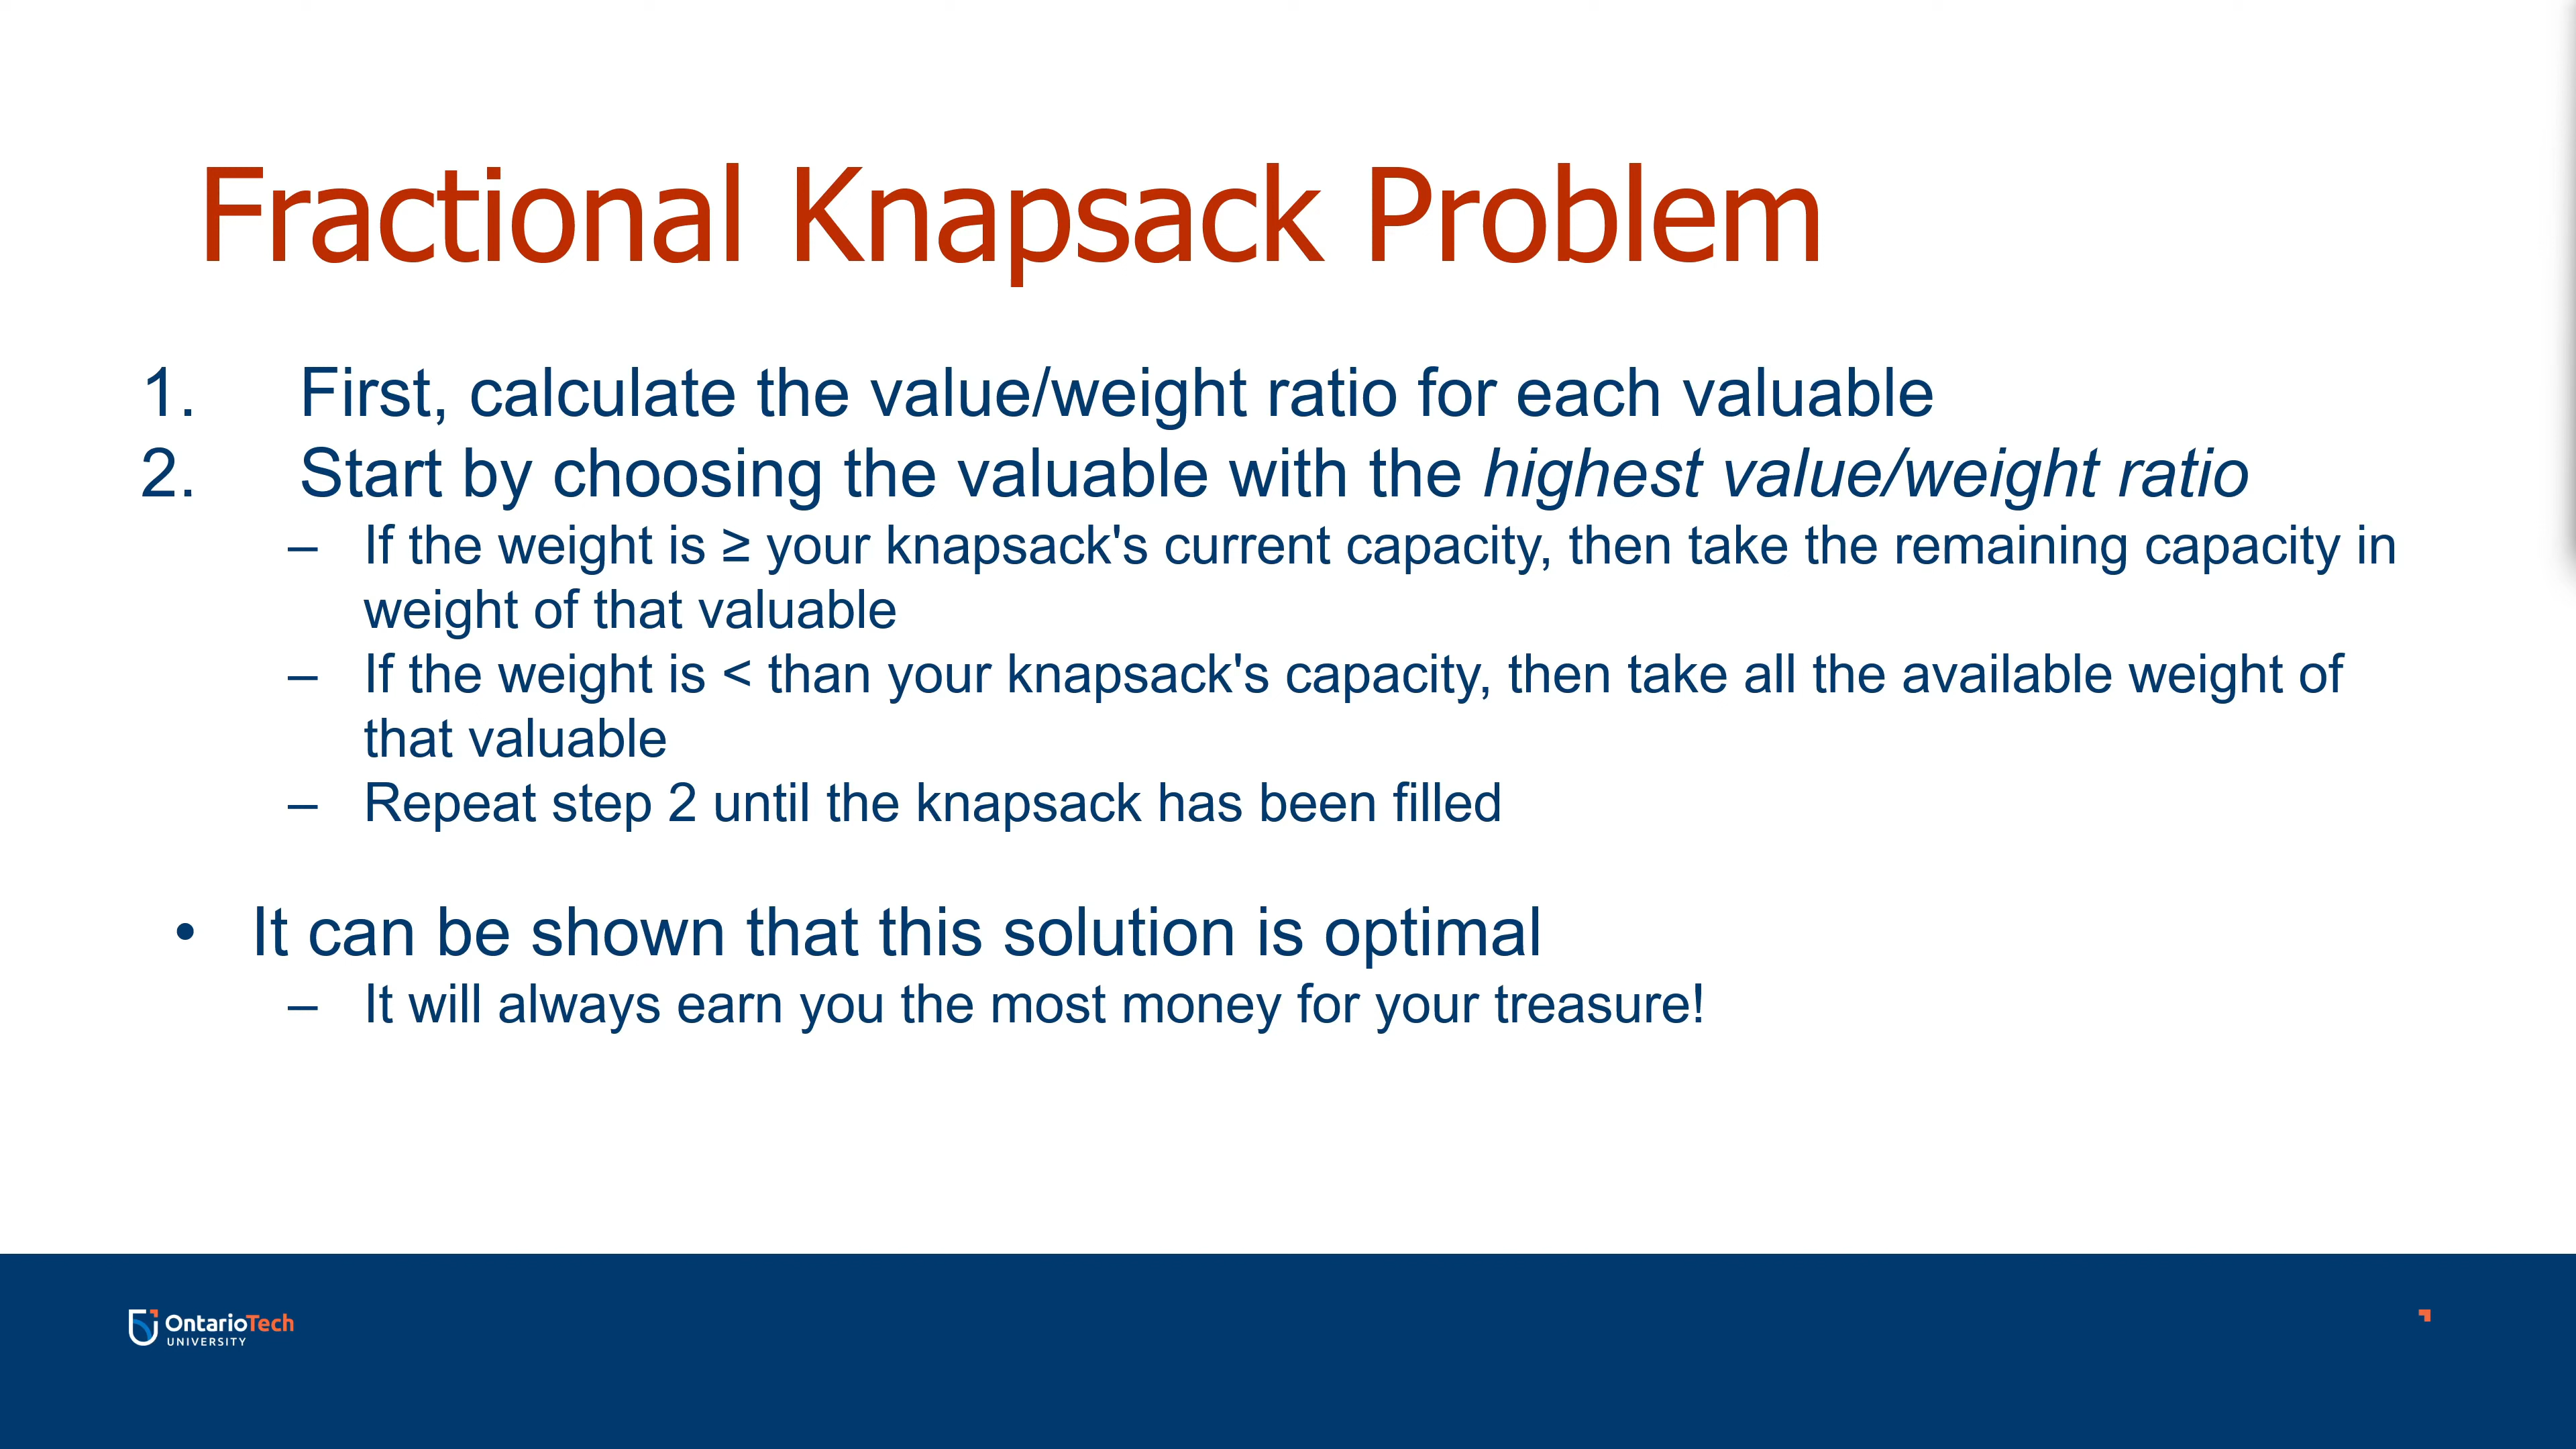 Fractional Knapsack Problem
1. First, calculate the value/weight ratio for each valuable
2. Start by choosing the valuable with the highest value/weight ratio
– If the weight is ≥ your knapsack's current capacity, then take the remaining capacity in
weight of that valuable
– If the weight is < than your knapsack's capacity, then take all the available weight of
that valuable
– Repeat step 2 until the knapsack has been filled
• It can be shown that this solution is optimal
– It will always earn you the most money for your treasure!
OntarioTech
UNIVERSITY